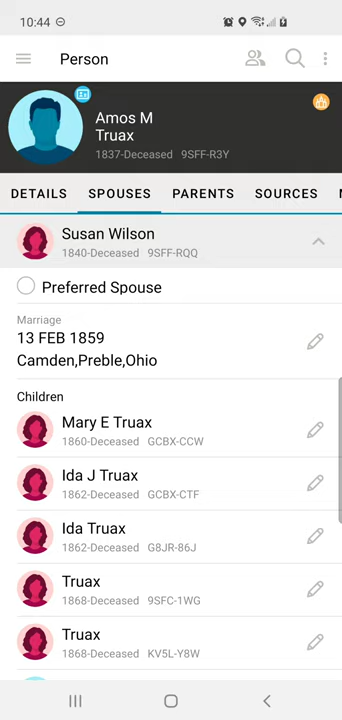 10:44
Person
Amos M
Truax
1837-Deceased 9SFF-R3Y
DETAILS SPOUSES PARENTS SOURCES
Susan Wilson
1840-Deceased 9SFF-RQQ
Preferred Spouse
Marriage
13 FEB 1859
Camden,Preble,Ohio
Children
Mary E Truax
1860-Deceased GCBX-CCW
Ida J Truax
1862-Deceased GCBX-CTF
Ida Truax
1862-Deceased G8JR-86J
Truax
1868-Deceased 9SFC-1WG
Truax
1868-Deceased KV5L-Y8W